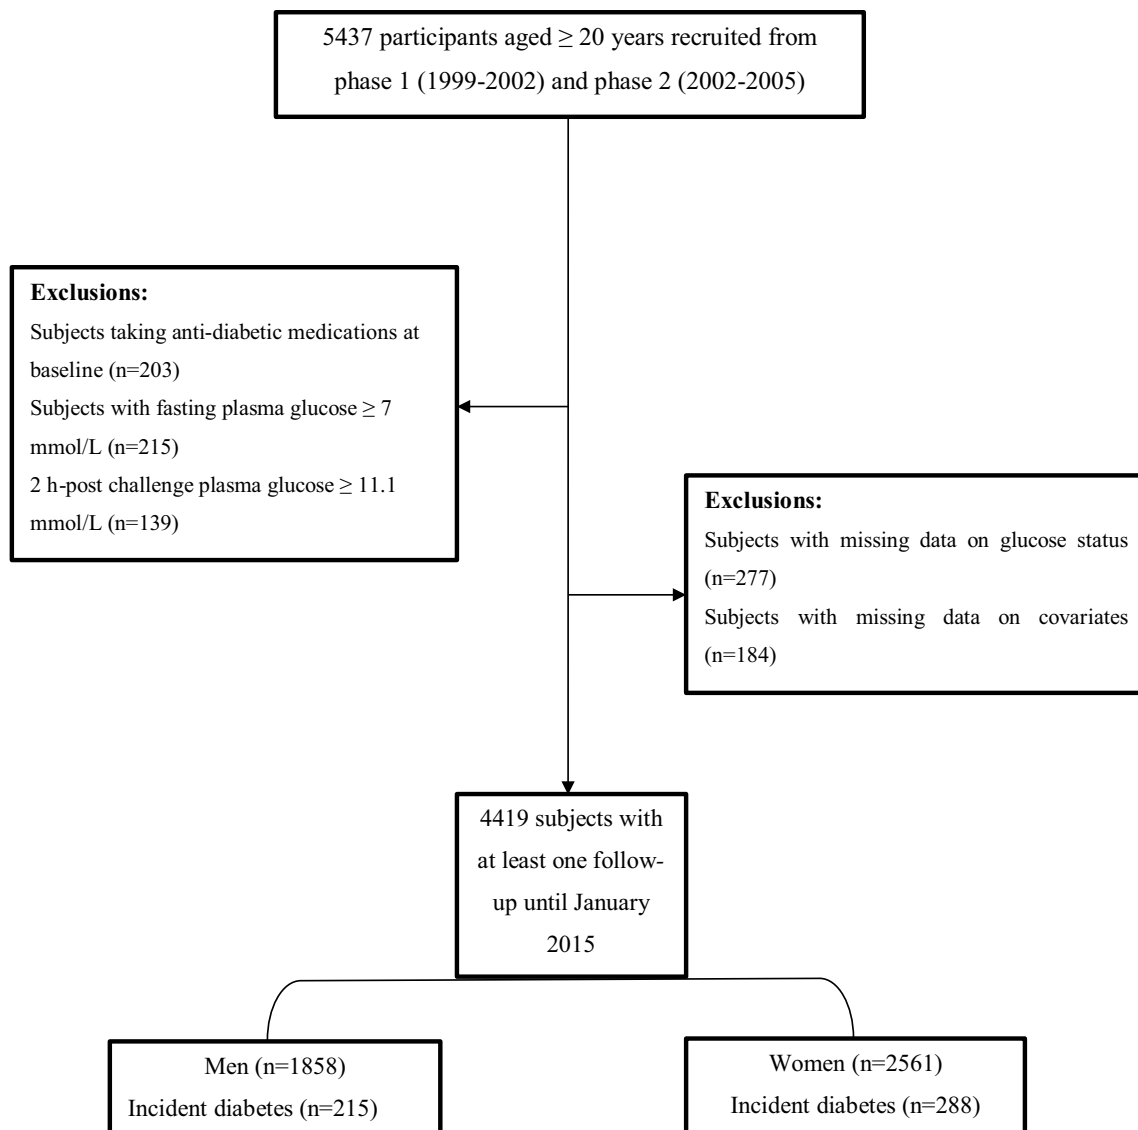 5437 participants aged ≥ 20 years recruited from
phase 1 (1999-2002) and phase 2 (2002-2005)
Exclusions:
Subjects taking anti-diabetic medications at
baseline (n=203)
Subjects with fasting plasma glucose ≥ 7
mmol/L (n=215)
2 h-post challenge plasma glucose ≥ 11.1
mmol/L (n=139)
Exclusions:
Subjects with missing data on glucose status
(n=277)
Subjects with missing data on covariates
(n=184)
4419 subjects with
at least one follow-
up until January
2015
Men (n=1858)
Incident diabetes (n=215)
Women (n=2561)
Incident diabetes (n=288)